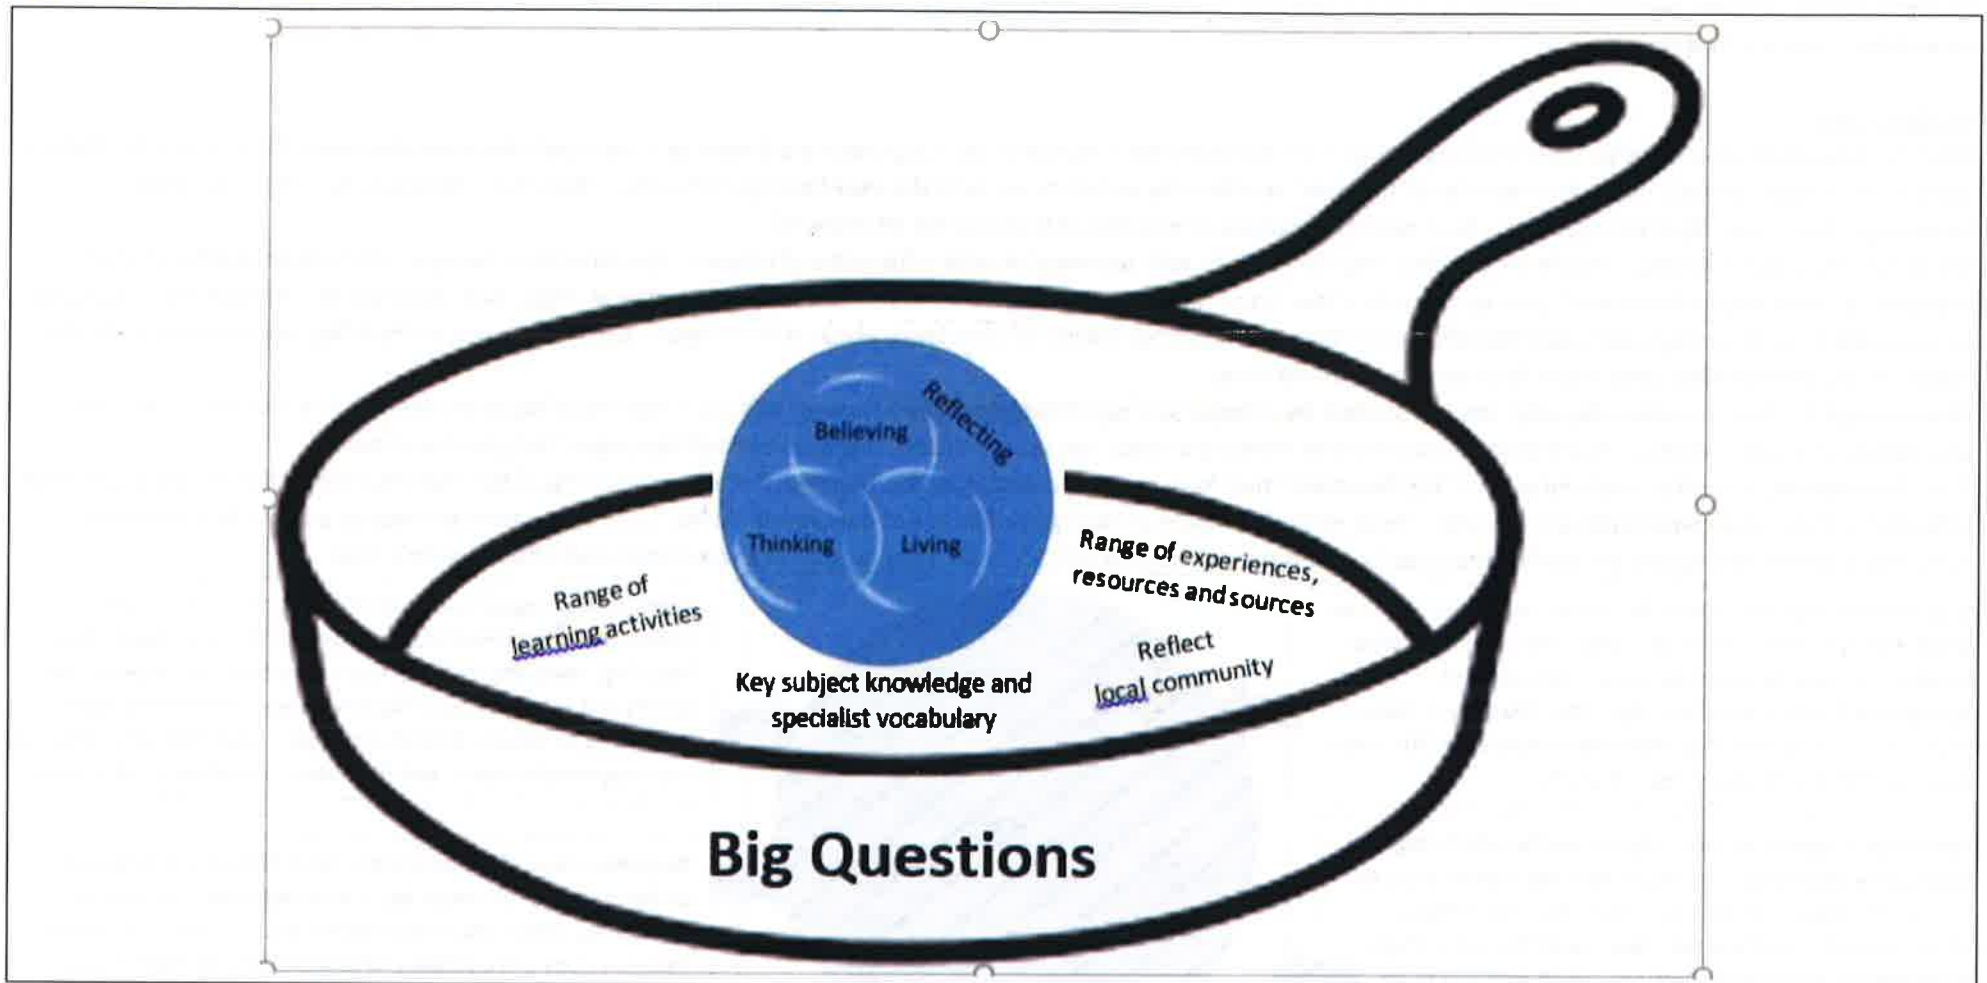 Reflecting
Believing
Thinking
Living
Range of
learning activities
Range of experiences,
resources and sources
Reflect
local community
Key subject knowledge and
specialist vocabulary
Big Questions